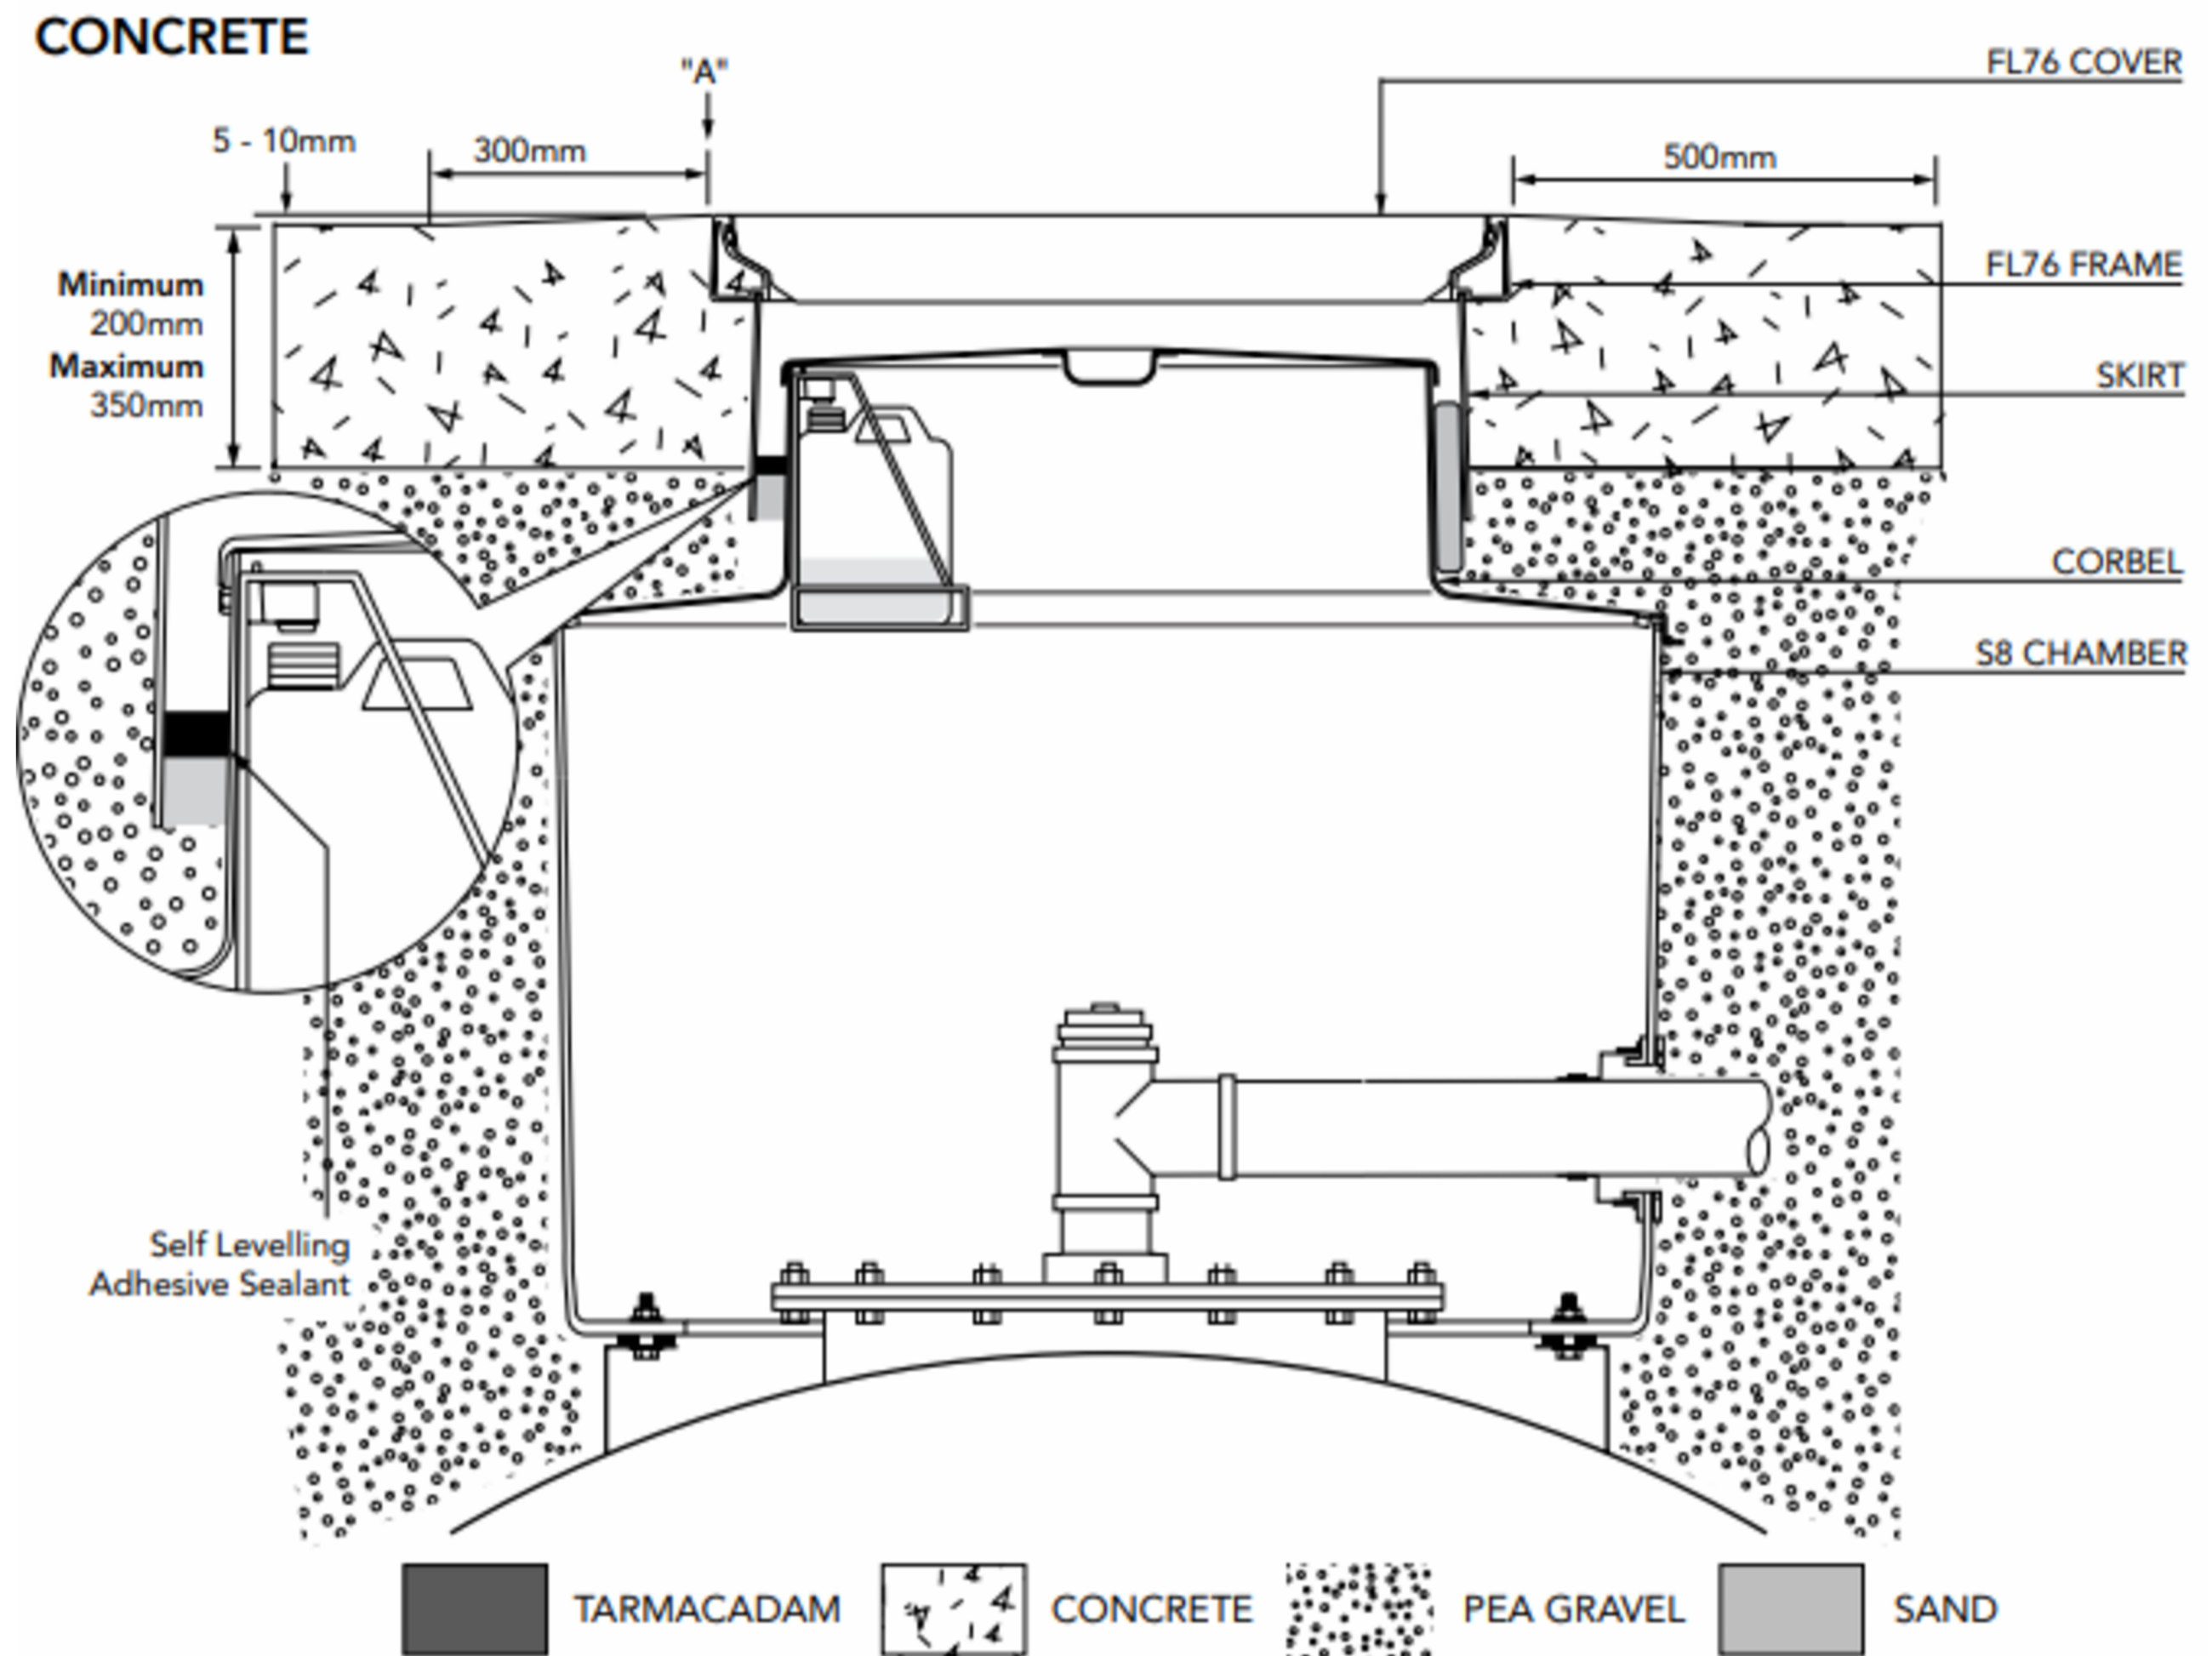 CONCRETE
"A"
FL76 COVER
5 - 10mm
300mm
500mm
Minimum
200mm
Maximum
350mm
FL76 FRAME
SKIRT
CORBEL
S8 CHAMBER
Self Levelling
Adhesive Sealant
TARMACADAM
CONCRETE
PEA GRAVEL
SAND